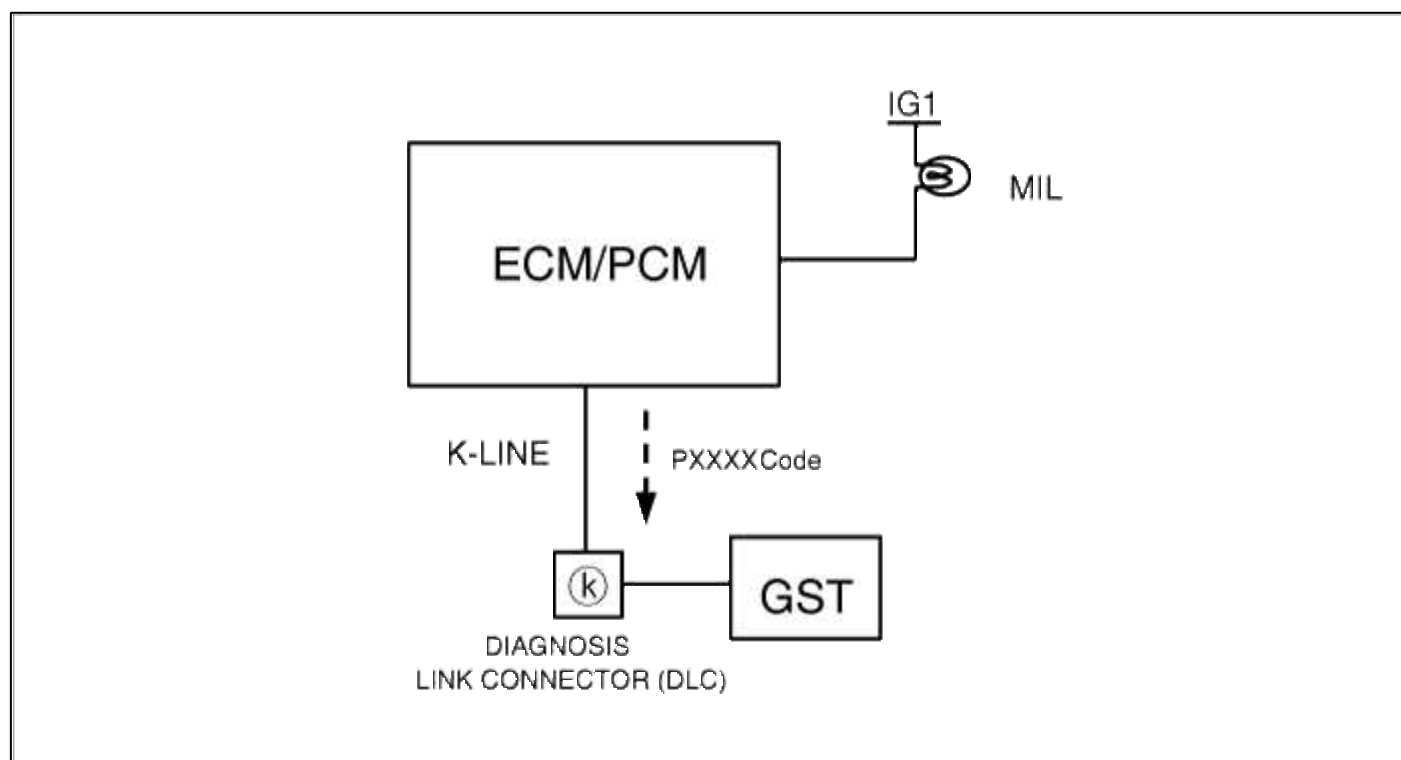 IG1
MIL
ECM/PCM
K-LINE
PXXXXCode
k
GST
DIAGNOSIS
LINK CONNECTOR (DLC)